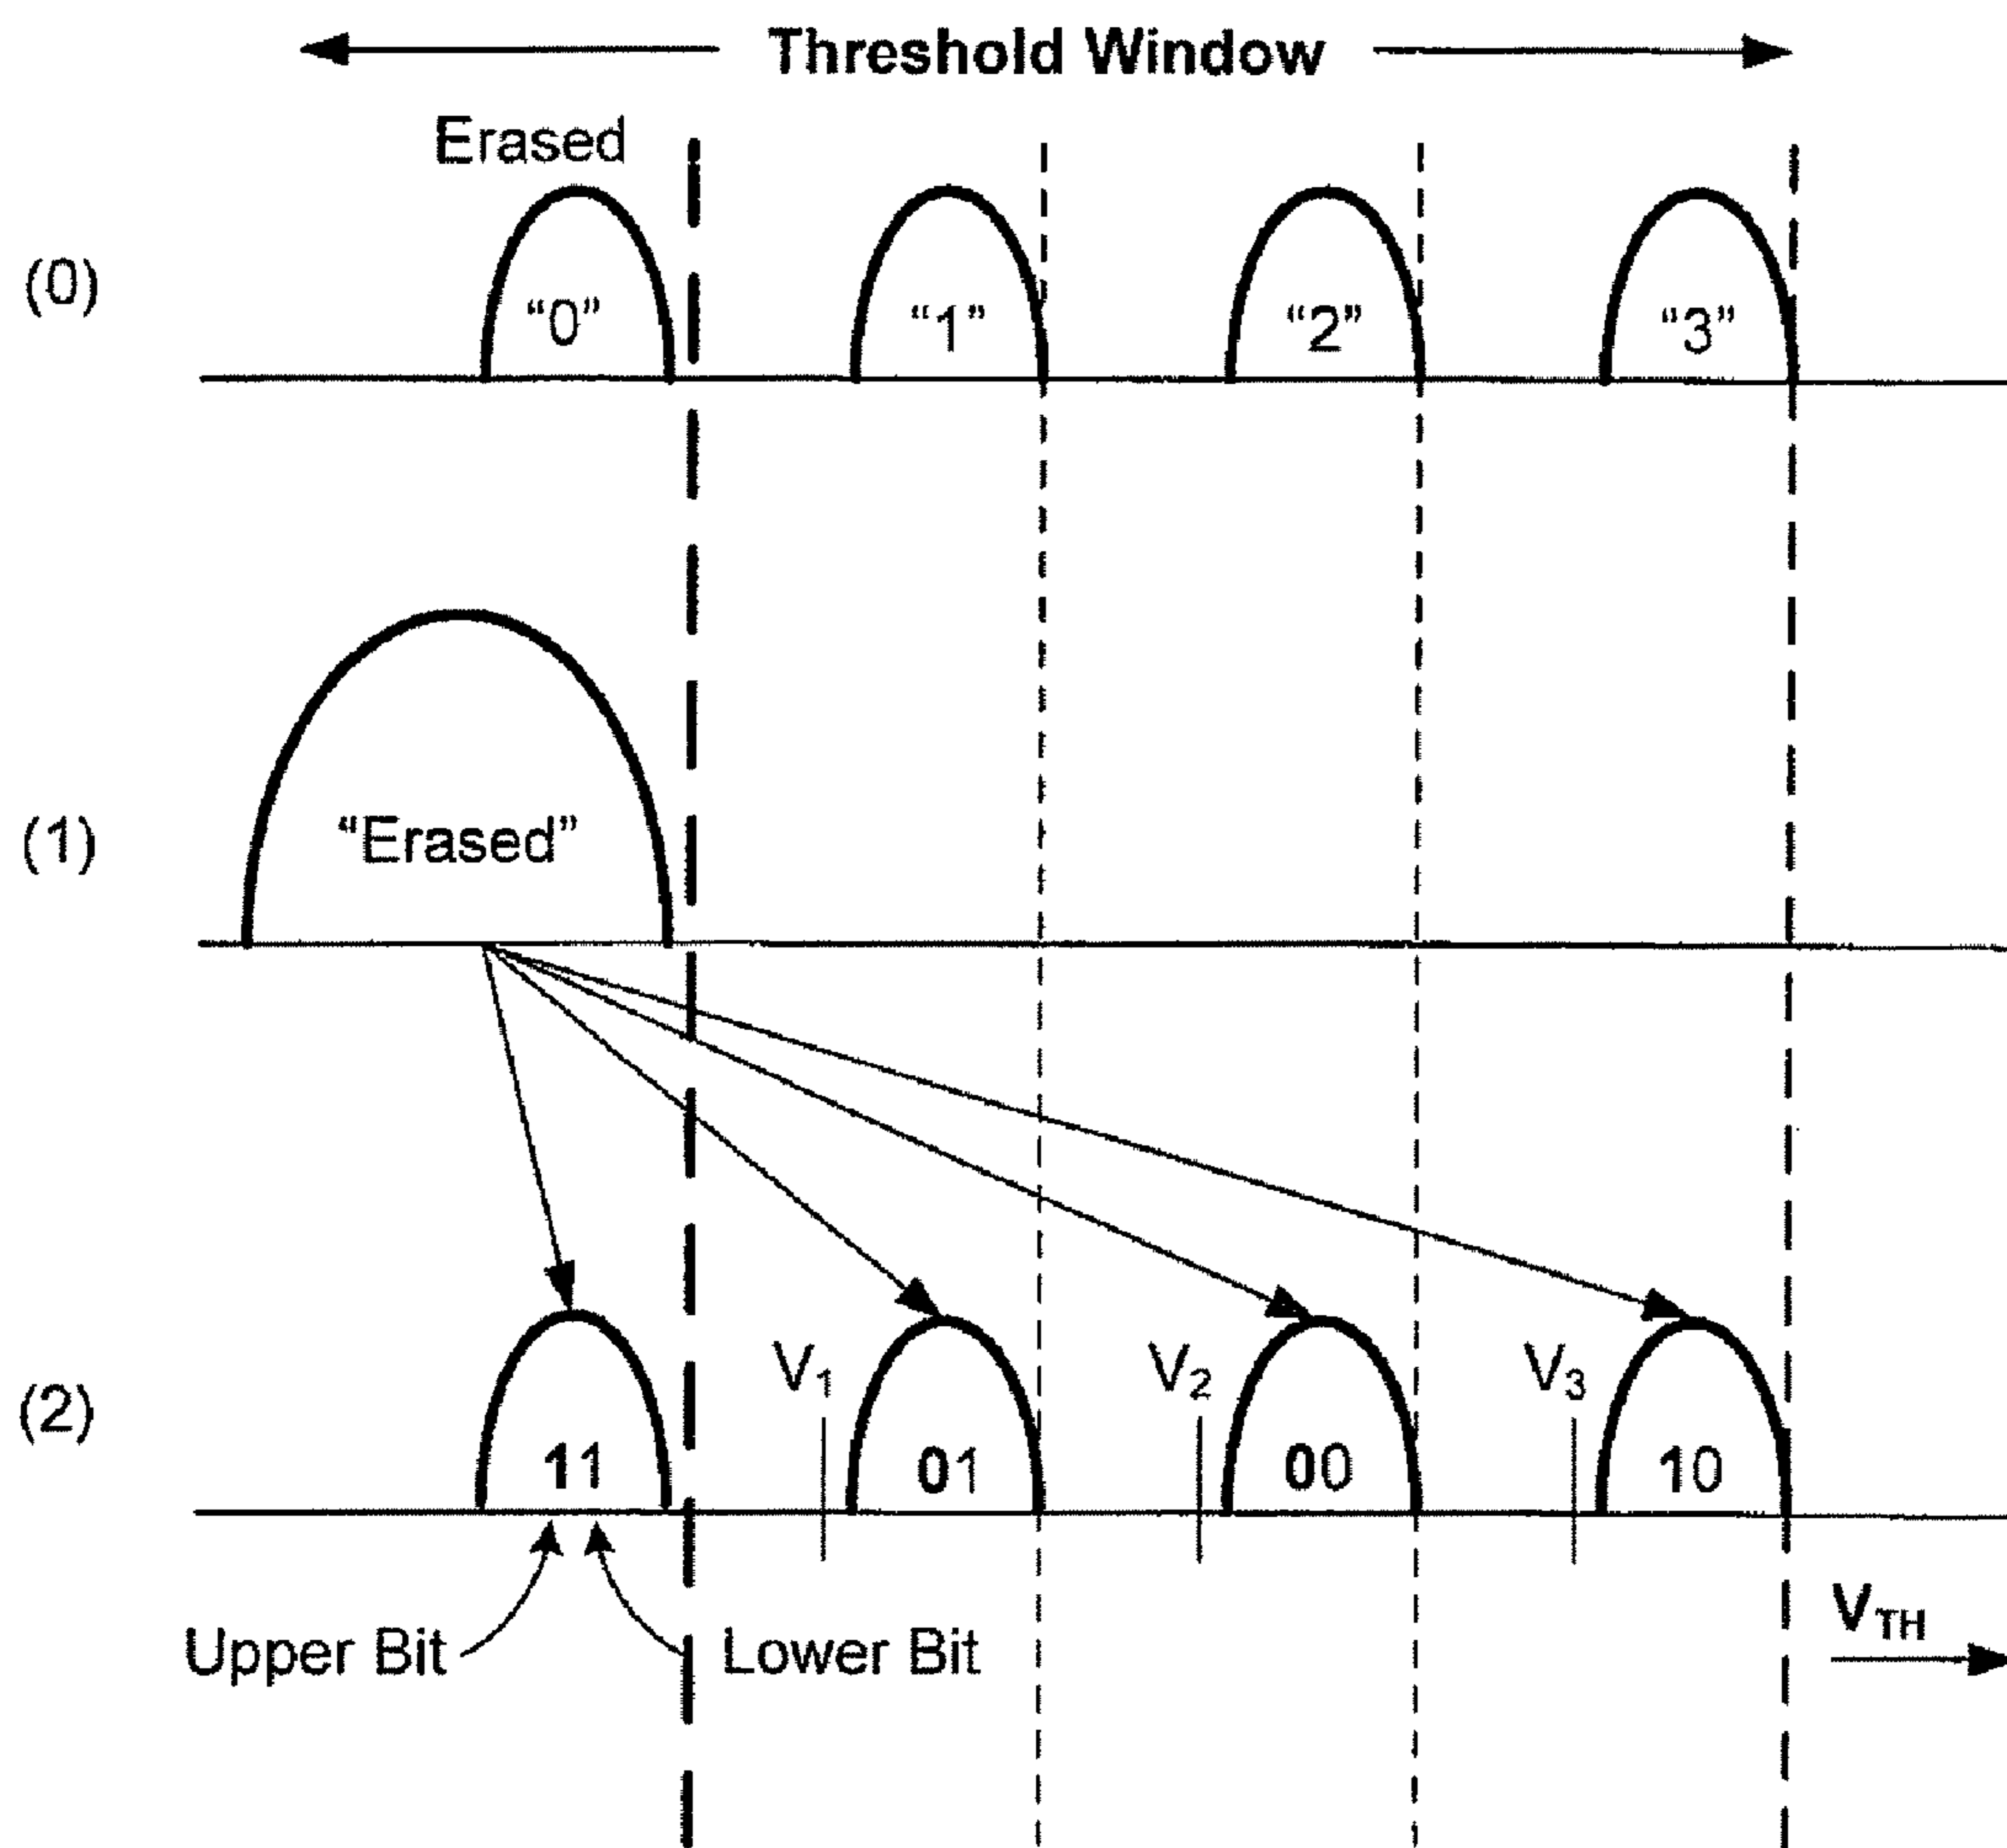 Threshold Window
Erased
(0)
“0” “1” “2” “3”
(1)
“Erased”
(2)
V₁ V₂ V₃
11 01 00 10
Upper Bit Lower Bit
V_TH